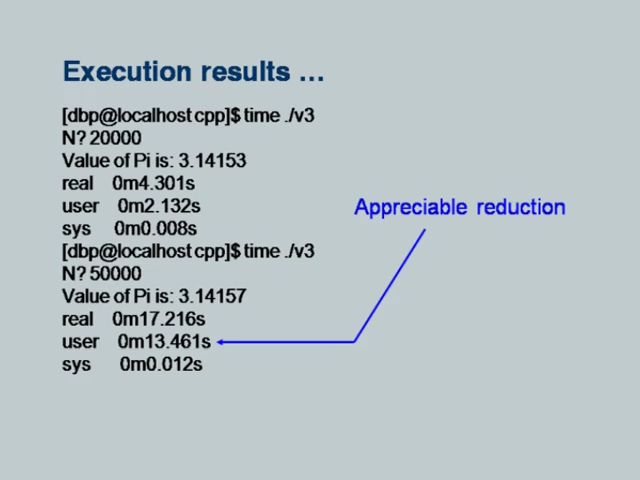 Execution results …
[dbp@localhost cpp]$ time ./v3
N? 20000
Value of Pi is: 3.14153
real 0m4.301s
user 0m2.132s
sys 0m0.008s
[dbp@localhost cpp]$ time ./v3
N? 50000
Value of Pi is: 3.14157
real 0m17.216s
user 0m13.461s
sys 0m0.012s
Appreciable reduction